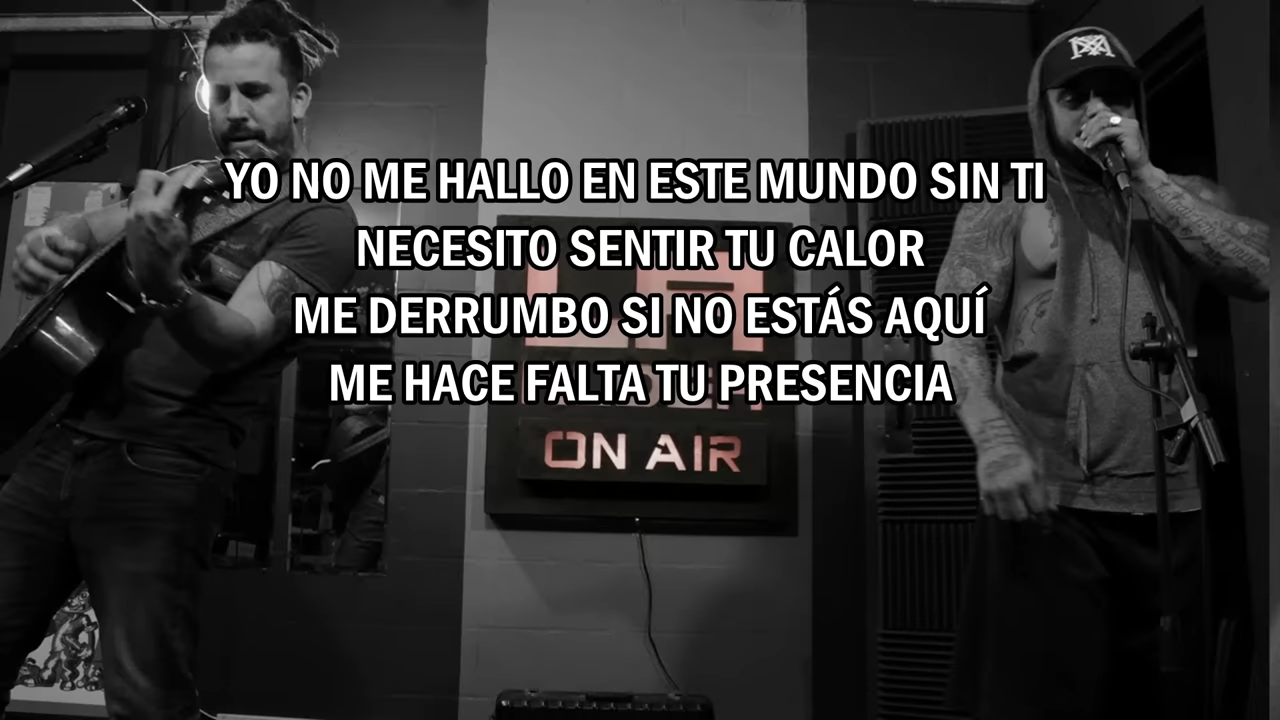 YO NO ME HALLO EN ESTE MUNDO SIN TI
NECESITO SENTIR TU CALOR
ME DERRUMBO SI NO ESTÁS AQUÍ
ME HACE FALTA TU PRESENCIA
ON AIR